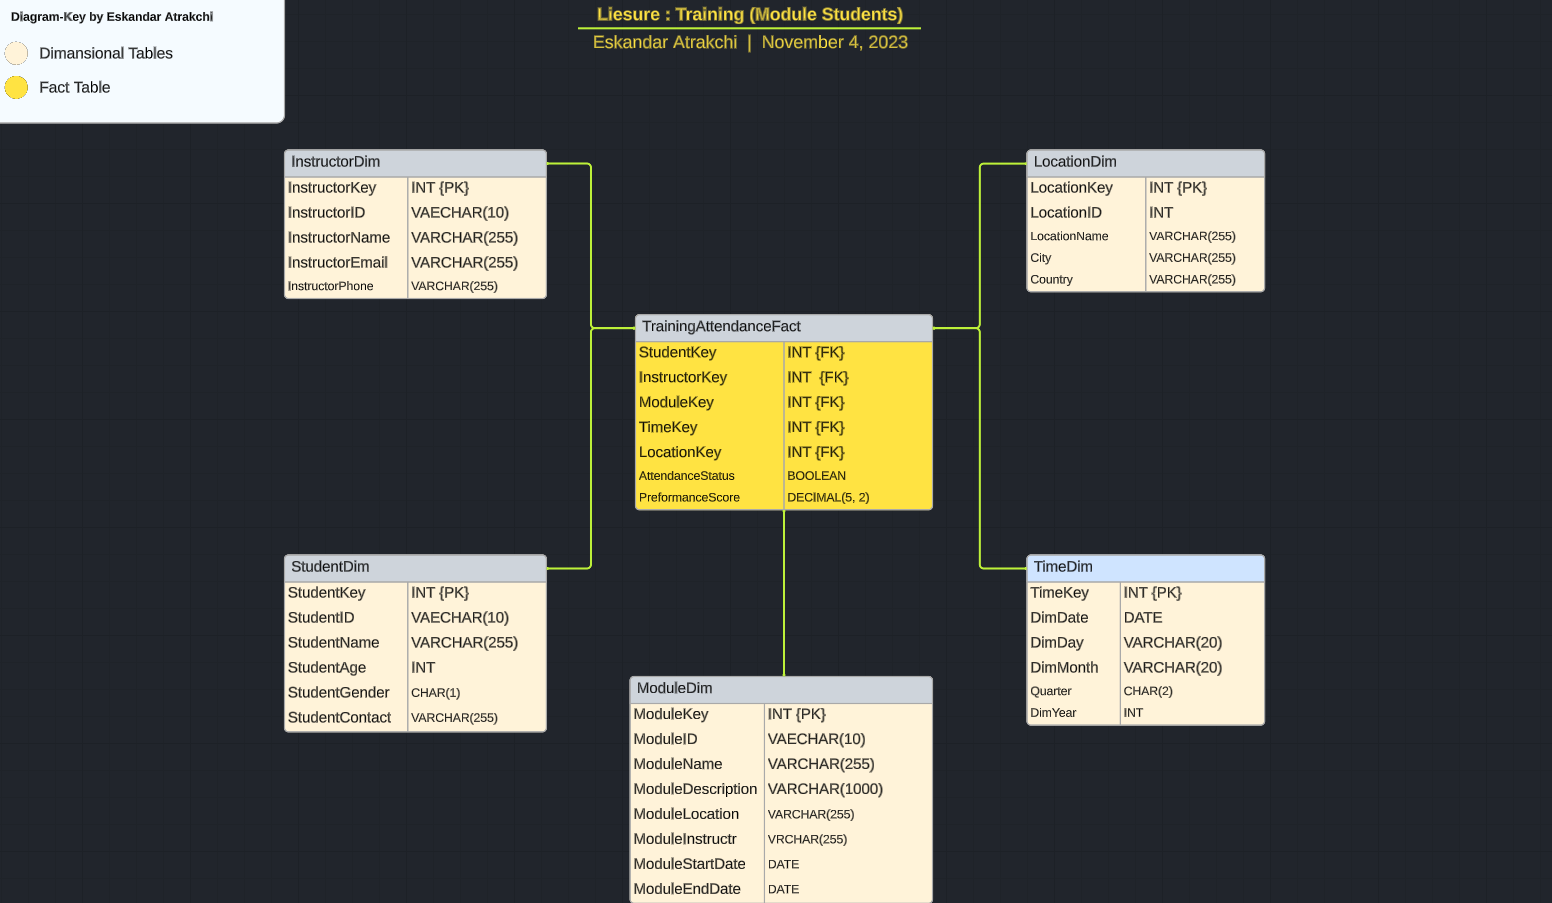 Diagram-Key by Eskandar Atrakchi
Dimansional Tables
Fact Table
Liesure : Training (Module Students)
Eskandar Atrakchi | November 4, 2023
InstructorDim
InstructorKey INT {PK}
InstructorID VAECHAR(10)
InstructorName VARCHAR(255)
InstructorEmail VARCHAR(255)
InstructorPhone VARCHAR(255)
LocationDim
LocationKey INT {PK}
LocationID INT
LocationName VARCHAR(255)
City VARCHAR(255)
Country VARCHAR(255)
TrainingAttendanceFact
StudentKey INT {FK}
InstructorKey INT {FK}
ModuleKey INT {FK}
TimeKey INT {FK}
LocationKey INT {FK}
AttendanceStatus BOOLEAN
PreformanceScore DECIMAL(5, 2)
StudentDim
StudentKey INT {PK}
StudentID VAECHAR(10)
StudentName VARCHAR(255)
StudentAge INT
StudentGender CHAR(1)
StudentContact VARCHAR(255)
TimeDim
TimeKey INT {PK}
DimDate DATE
DimDay VARCHAR(20)
DimMonth VARCHAR(20)
Quarter CHAR(2)
DimYear INT
ModuleDim
ModuleKey INT {PK}
ModuleID VAECHAR(10)
ModuleName VARCHAR(255)
ModuleDescription VARCHAR(1000)
ModuleLocation VARCHAR(255)
ModuleInstructr VRCHAR(255)
ModuleStartDate DATE
ModuleEndDate DATE